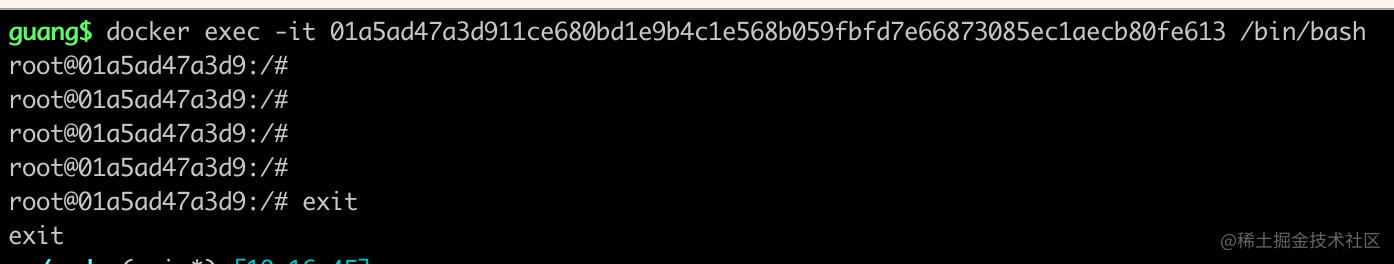 guang$ docker exec -it 01a5ad47a3d911ce680bd1e9b4c1e568b059fbfd7e66873085ec1aecb80fe613 /bin/bash
root@01a5ad47a3d9:/#
root@01a5ad47a3d9:/#
root@01a5ad47a3d9:/#
root@01a5ad47a3d9:/#
root@01a5ad47a3d9:/# exit
exit
@稀土掘金技术社区